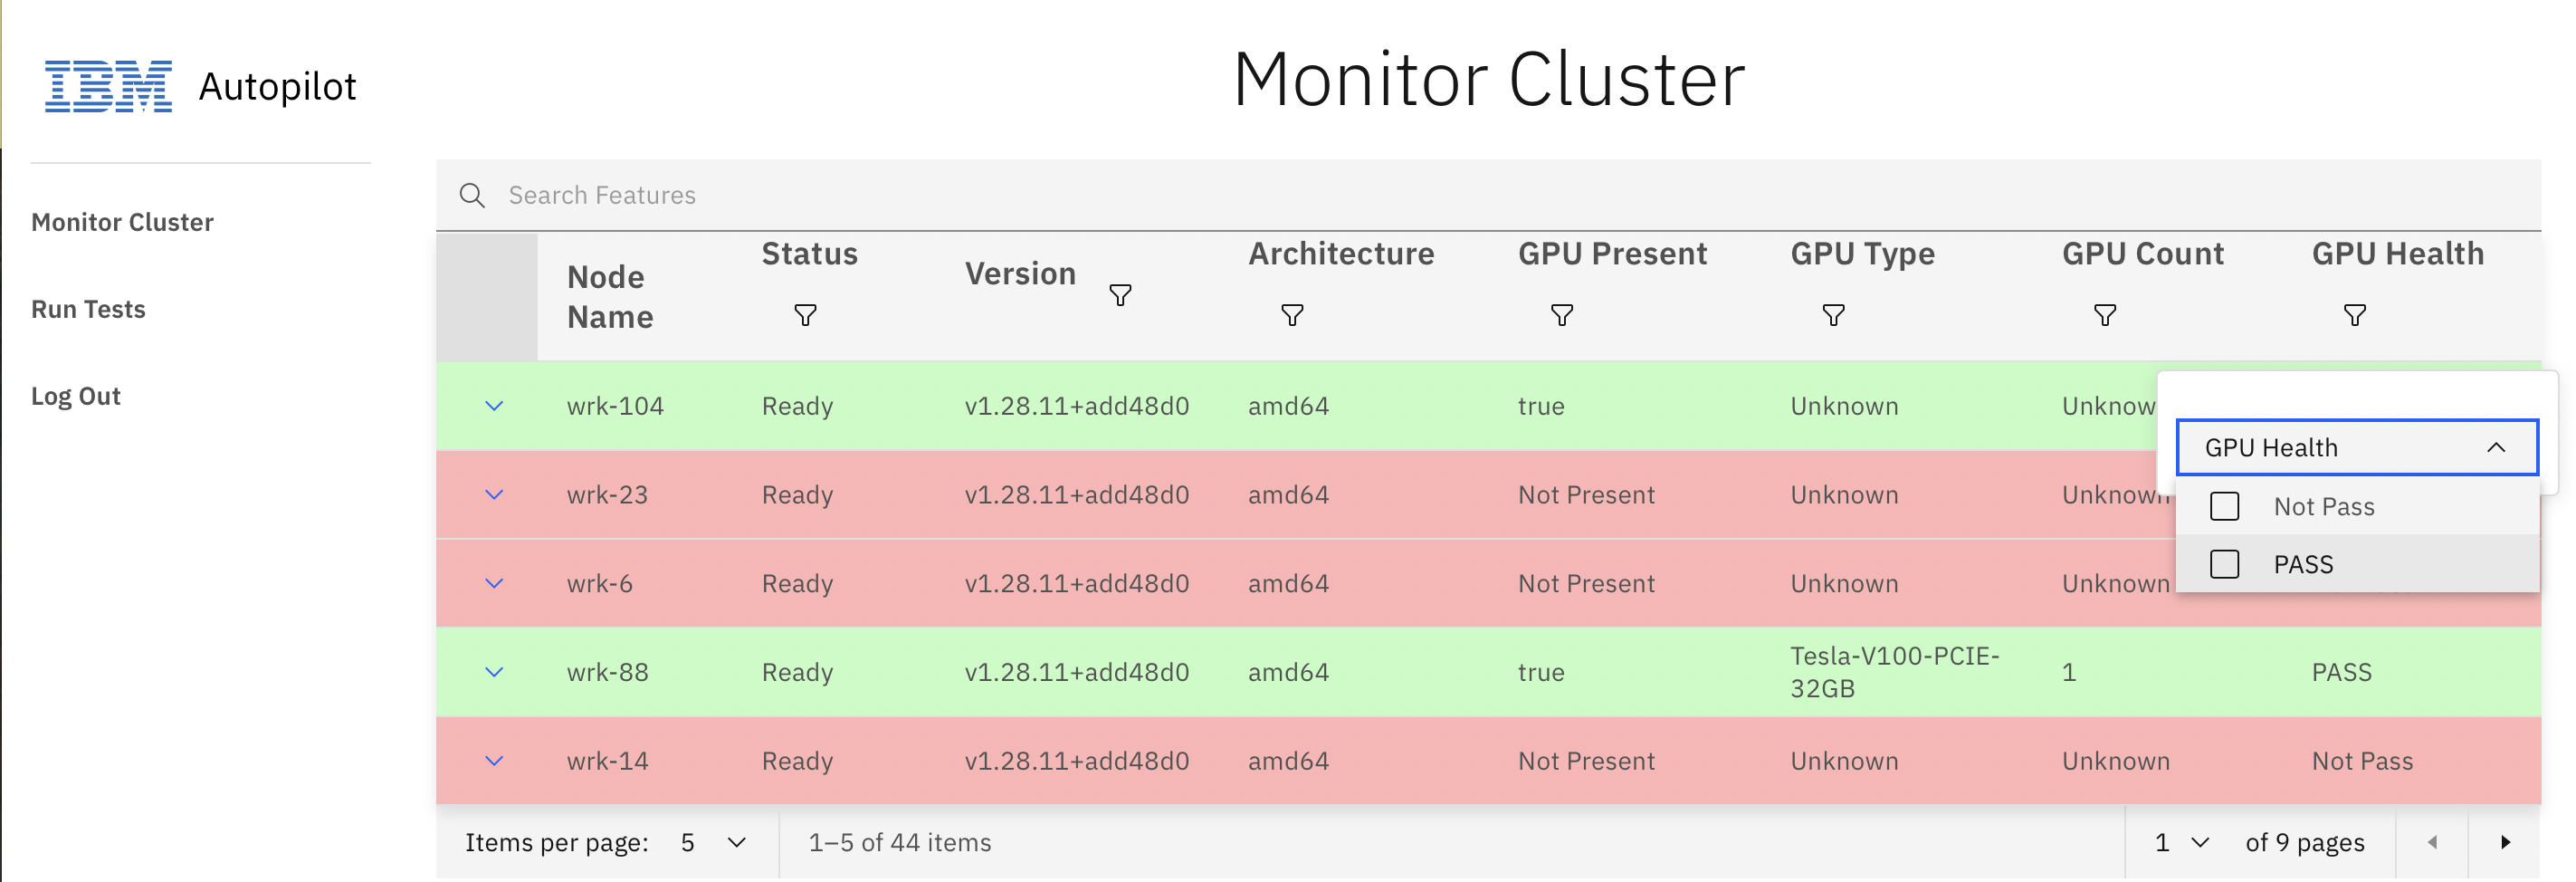 IBM Autopilot
Monitor Cluster
Run Tests
Log Out
Monitor Cluster
Search Features
Node Name Status Version Architecture GPU Present GPU Type GPU Count GPU Health
wrk-104 Ready v1.28.11+add48d0 amd64 true Unknown Unknow
wrk-23 Ready v1.28.11+add48d0 amd64 Not Present Unknown Unknown
wrk-6 Ready v1.28.11+add48d0 amd64 Not Present Unknown Unknown
wrk-88 Ready v1.28.11+add48d0 amd64 true Tesla-V100-PCIE-32GB 1 PASS
wrk-14 Ready v1.28.11+add48d0 amd64 Not Present Unknown Unknown Not Pass
GPU Health
Not Pass
PASS
Items per page: 5 1–5 of 44 items 1 of 9 pages